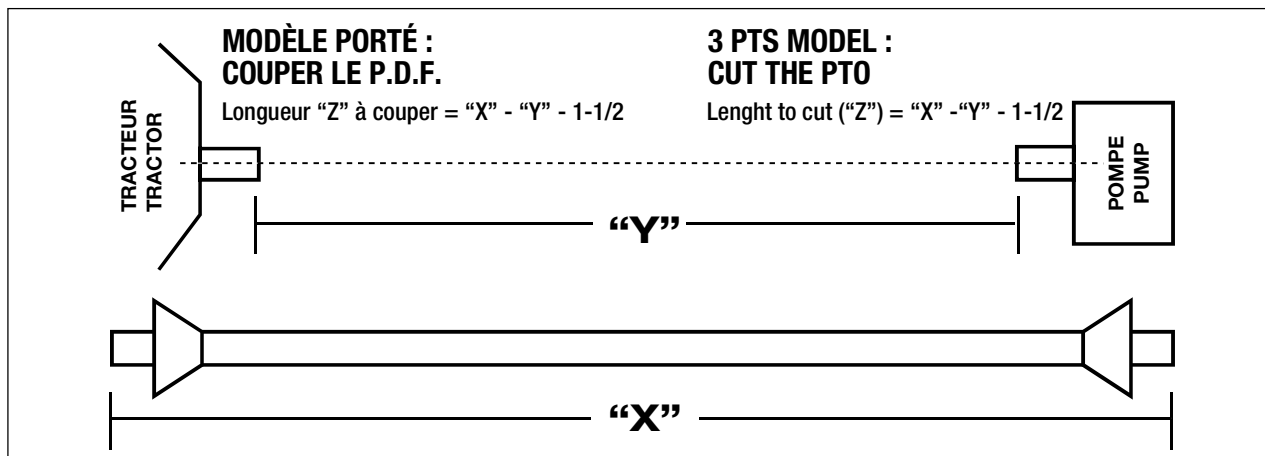 MODÈLE PORTÉ :
COUPER LE P.D.F.
Longueur “Z” à couper = “X” - “Y” - 1-1/2
3 PTS MODEL :
CUT THE PTO
Lenght to cut (“Z”) = “X” -“Y” - 1-1/2
TRACTEUR
TRACTOR
POMPE
PUMP
“Y”
“X”